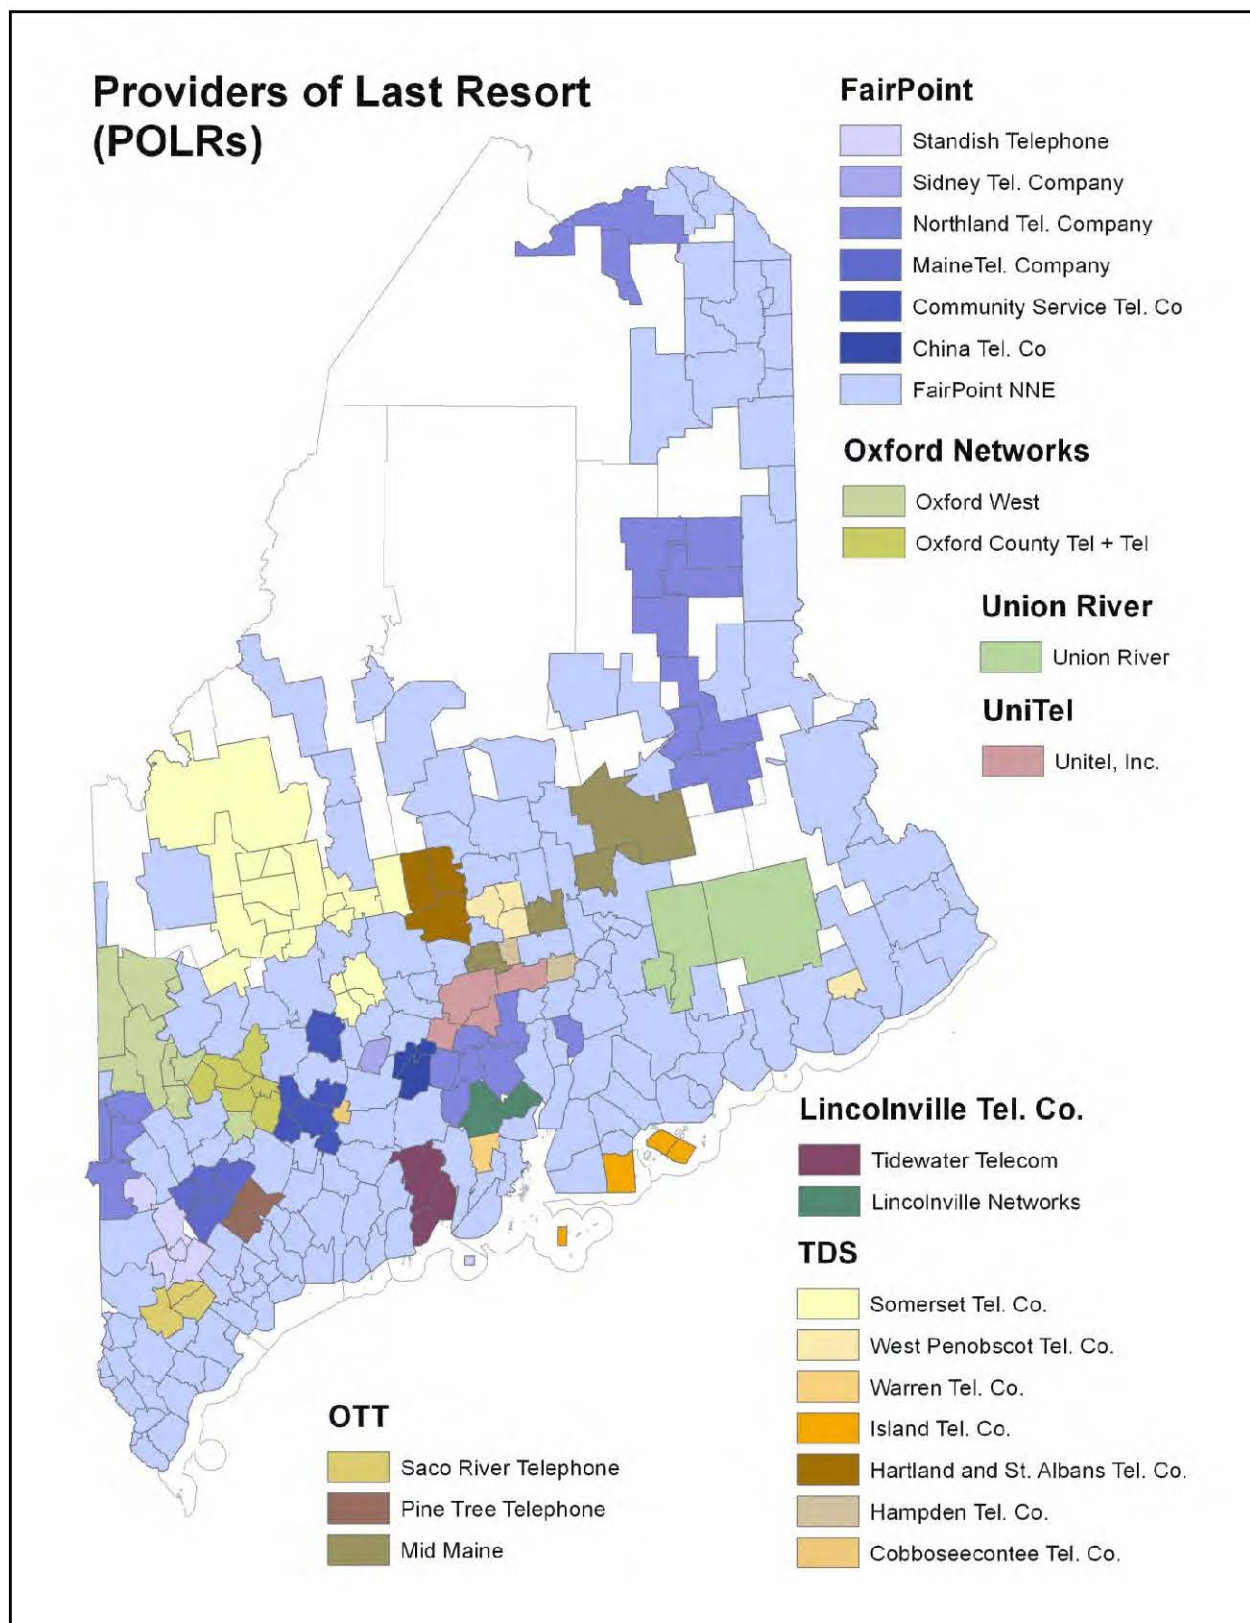 Providers of Last Resort
(POLRs)
FairPoint
Standish Telephone
Sidney Tel. Company
Northland Tel. Company
MaineTel. Company
Community Service Tel. Co
China Tel. Co
FairPoint NNE
Oxford Networks
Oxford West
Oxford County Tel + Tel
Union River
Union River
UniTel
Unitel, Inc.
Lincolnville Tel. Co.
Tidewater Telecom
Lincolnville Networks
TDS
Somerset Tel. Co.
West Penobscot Tel. Co.
Warren Tel. Co.
Island Tel. Co.
Hartland and St. Albans Tel. Co.
Hampden Tel. Co.
Cobboseecontee Tel. Co.
OTT
Saco River Telephone
Pine Tree Telephone
Mid Maine